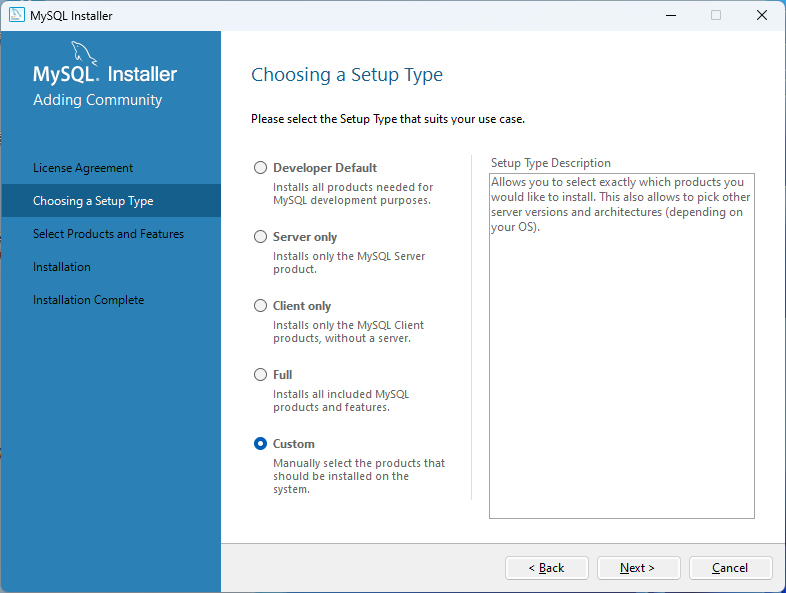 MySQL Installer
MySQL. Installer
Adding Community
License Agreement
Choosing a Setup Type
Select Products and Features
Installation
Installation Complete
Choosing a Setup Type
Please select the Setup Type that suits your use case.
Developer Default
Installs all products needed for
MySQL development purposes.
Server only
Installs only the MySQL Server
product.
Client only
Installs only the MySQL Client
products, without a server.
Full
Installs all included MySQL
products and features.
Custom
Manually select the products that
should be installed on the
system.
Setup Type Description
Allows you to select exactly which products you
would like to install. This also allows to pick other
server versions and architectures (depending on
your OS).
< Back
Next >
Cancel